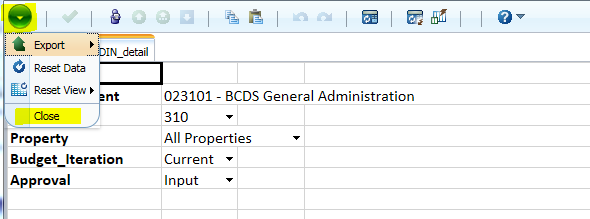 Export
DIN_detail
Reset Data
Reset View
Close
ent 023101 - BCDS General Administration
310
Property All Properties
Budget_Iteration Current
Approval Input